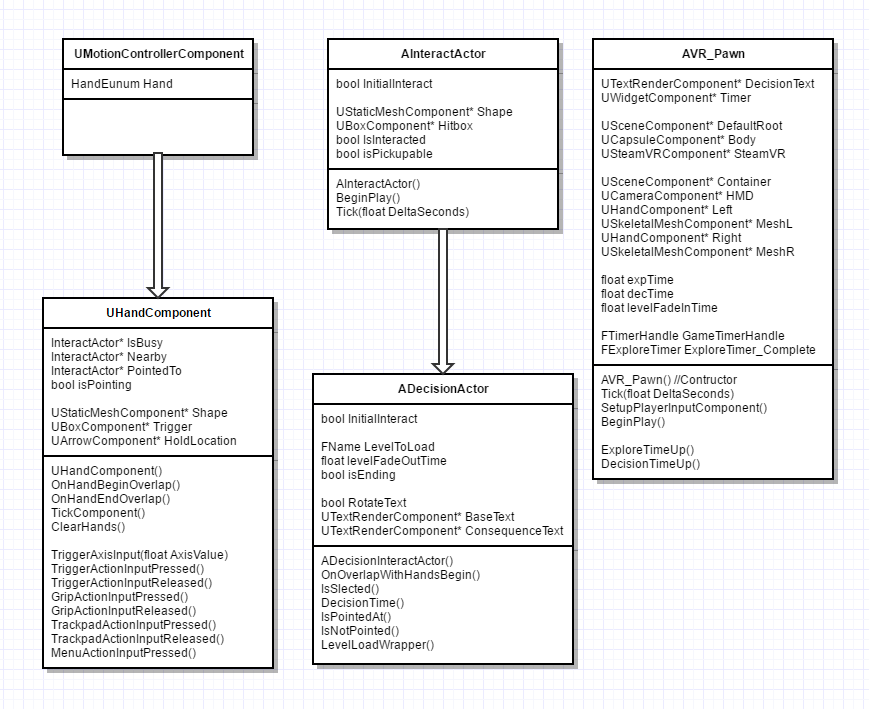 UMotionControllerComponent
HandEunum Hand
UHandComponent
InteractActor* IsBusy
InteractActor* Nearby
InteractActor* PointedTo
bool isPointing
UStaticMeshComponent* Shape
UBoxComponent* Trigger
UArrowComponent* HoldLocation
UHandComponent()
OnHandBeginOverlap()
OnHandEndOverlap()
TickComponent()
ClearHands()
TriggerAxisInput(float AxisValue)
TriggerActionInputPressed()
TriggerActionInputReleased()
GripActionInputPressed()
GripActionInputReleased()
TrackpadActionInputPressed()
TrackpadActionInputReleased()
MenuActionInputPressed()
AInteractActor
bool InitialInteract
UStaticMeshComponent* Shape
UBoxComponent* Hitbox
bool IsInteracted
bool isPickupable
AInteractActor()
BeginPlay()
Tick(float DeltaSeconds)
ADecisionActor
bool InitialInteract
FName LevelToLoad
float levelFadeOutTime
bool isEnding
bool RotateText
UTextRenderComponent* BaseText
UTextRenderComponent* ConsequenceText
ADecisionInteractActor()
OnOverlapWithHandsBegin()
IsSlected()
DecisionTime()
IsPointedAt()
IsNotPointed()
LevelLoadWrapper()
AVR_Pawn
UTextRenderComponent* DecisionText
UWidgetComponent* Timer
USceneComponent* DefaultRoot
UCapsuleComponent* Body
USteamVRComponent* SteamVR
USceneComponent* Container
UCameraComponent* HMD
UHandComponent* Left
USkeletalMeshComponent* MeshL
UHandComponent* Right
USkeletalMeshComponent* MeshR
float expTime
float decTime
float levelFadeInTime
FTimerHandle GameTimerHandle
FExploreTimer ExploreTimer_Complete
AVR_Pawn() //Contructor
Tick(float DeltaSeconds)
SetupPlayerInputComponent()
BeginPlay()
ExploreTimeUp()
DecisionTimeUp()